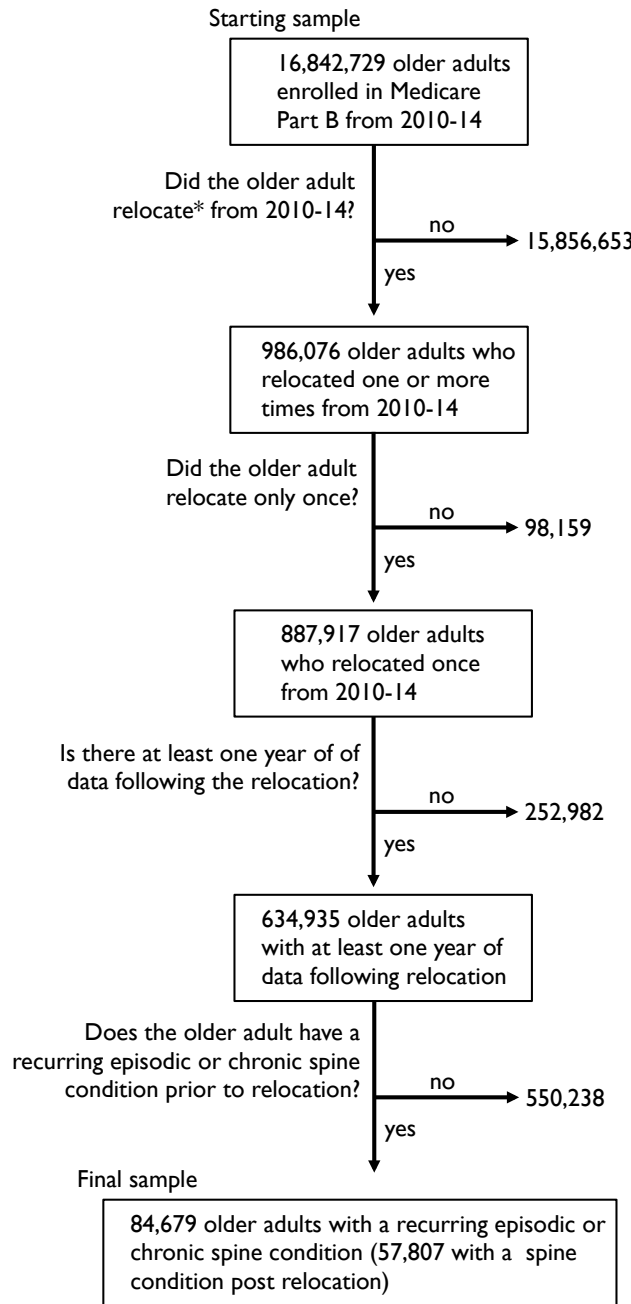 Starting sample
16,842,729 older adults
enrolled in Medicare
Part B from 2010-14
Did the older adult
relocate* from 2010-14?
no
15,856,653
yes
986,076 older adults who
relocated one or more
times from 2010-14
Did the older adult
relocate only once?
no
98,159
yes
887,917 older adults
who relocated once
from 2010-14
Is there at least one year of of
data following the relocation?
no
252,982
yes
634,935 older adults
with at least one year of
data following relocation
Does the older adult have a
recurring episodic or chronic spine
condition prior to relocation?
no
550,238
yes
Final sample
84,679 older adults with a recurring episodic or
chronic spine condition (57,807 with a spine
condition post relocation)